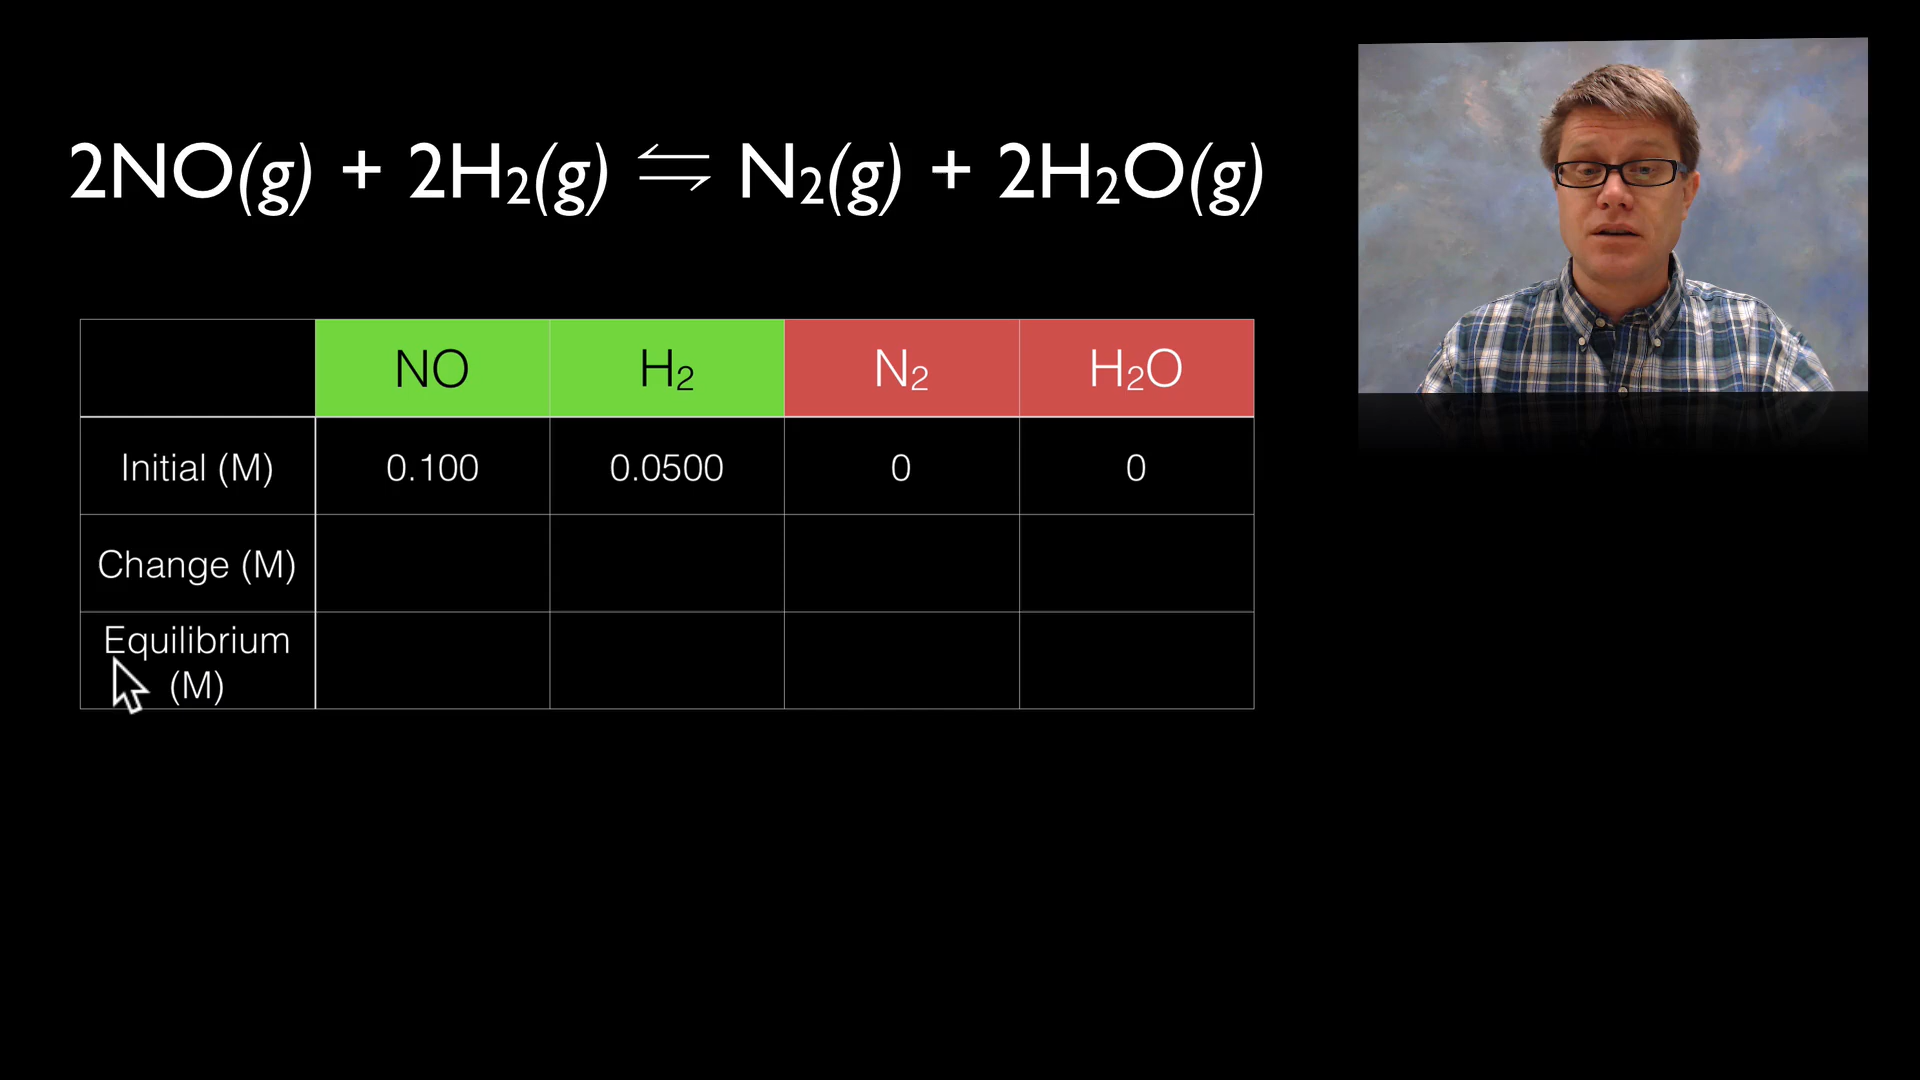 2NO(g) + 2H₂(g) ⇌ N₂(g) + 2H₂O(g)
NO H₂ N₂ H₂O
Initial (M) 0.100 0.0500 0 0
Change (M)
Equilibrium
(M)